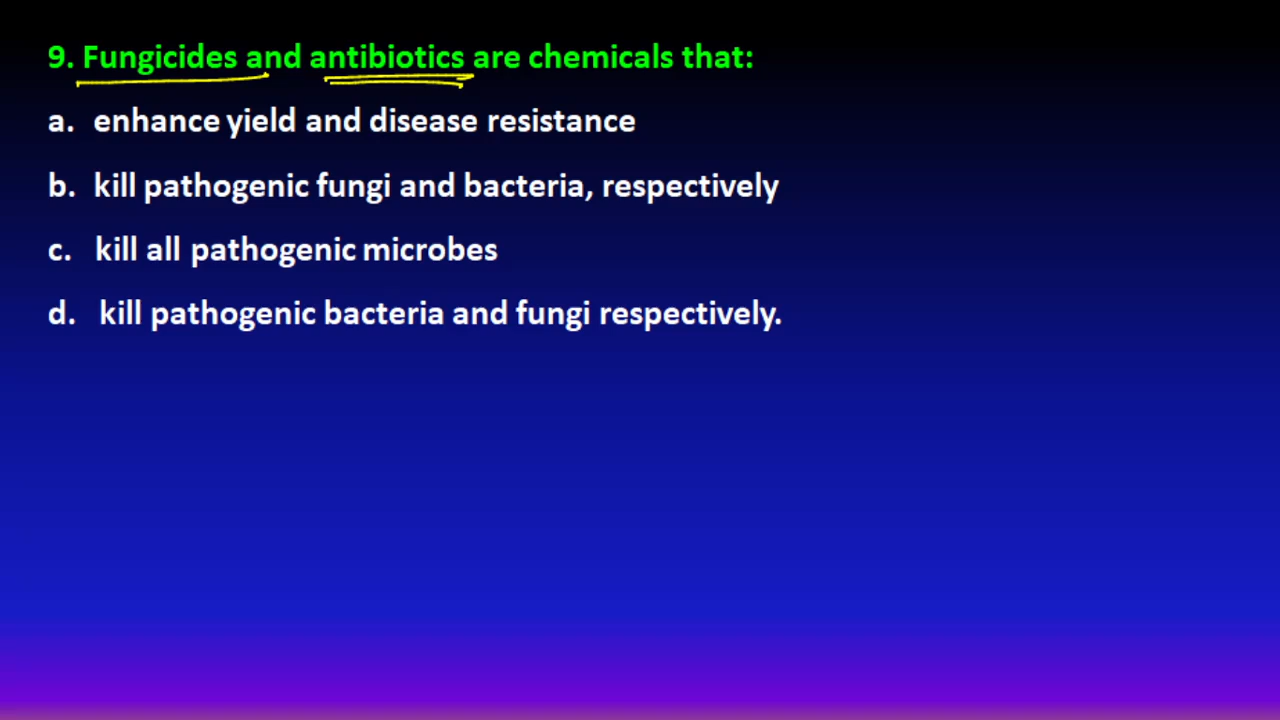 9. Fungicides and antibiotics are chemicals that:
a. enhance yield and disease resistance
b. kill pathogenic fungi and bacteria, respectively
c. kill all pathogenic microbes
d. kill pathogenic bacteria and fungi respectively.